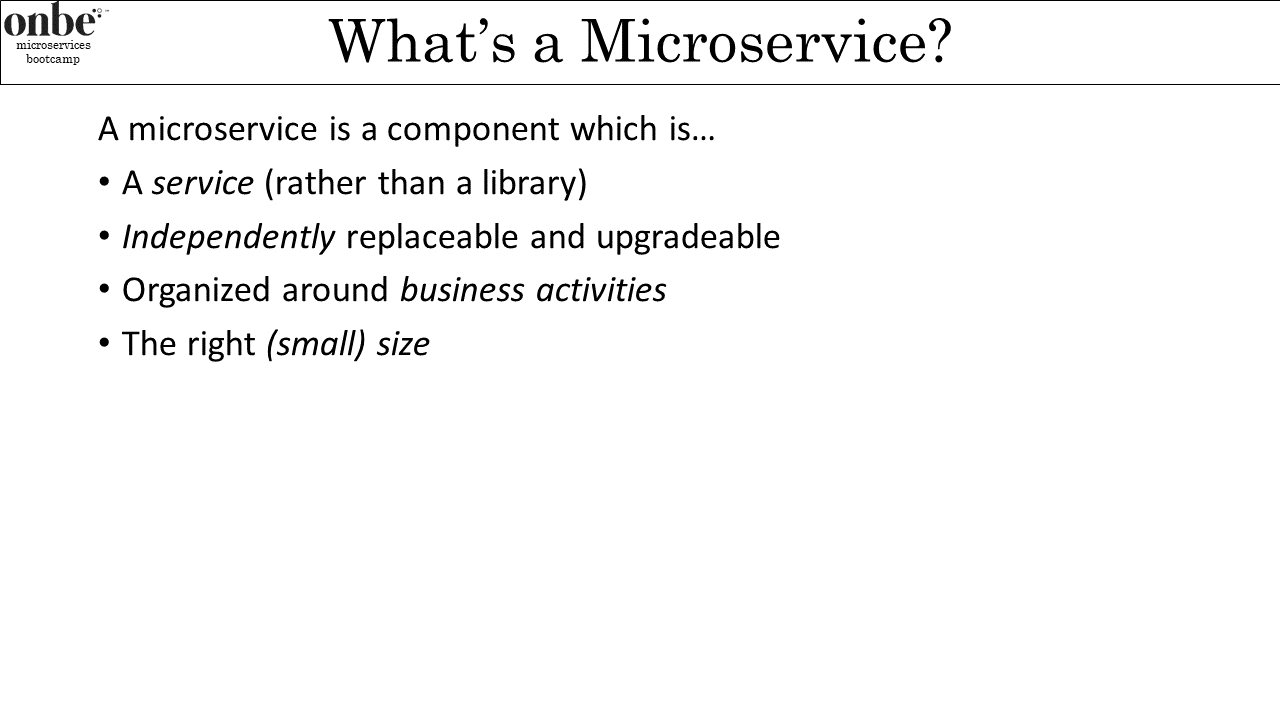 onbe
microservices
bootcamp
What’s a Microservice?
A microservice is a component which is…
• A service (rather than a library)
• Independently replaceable and upgradeable
• Organized around business activities
• The right (small) size